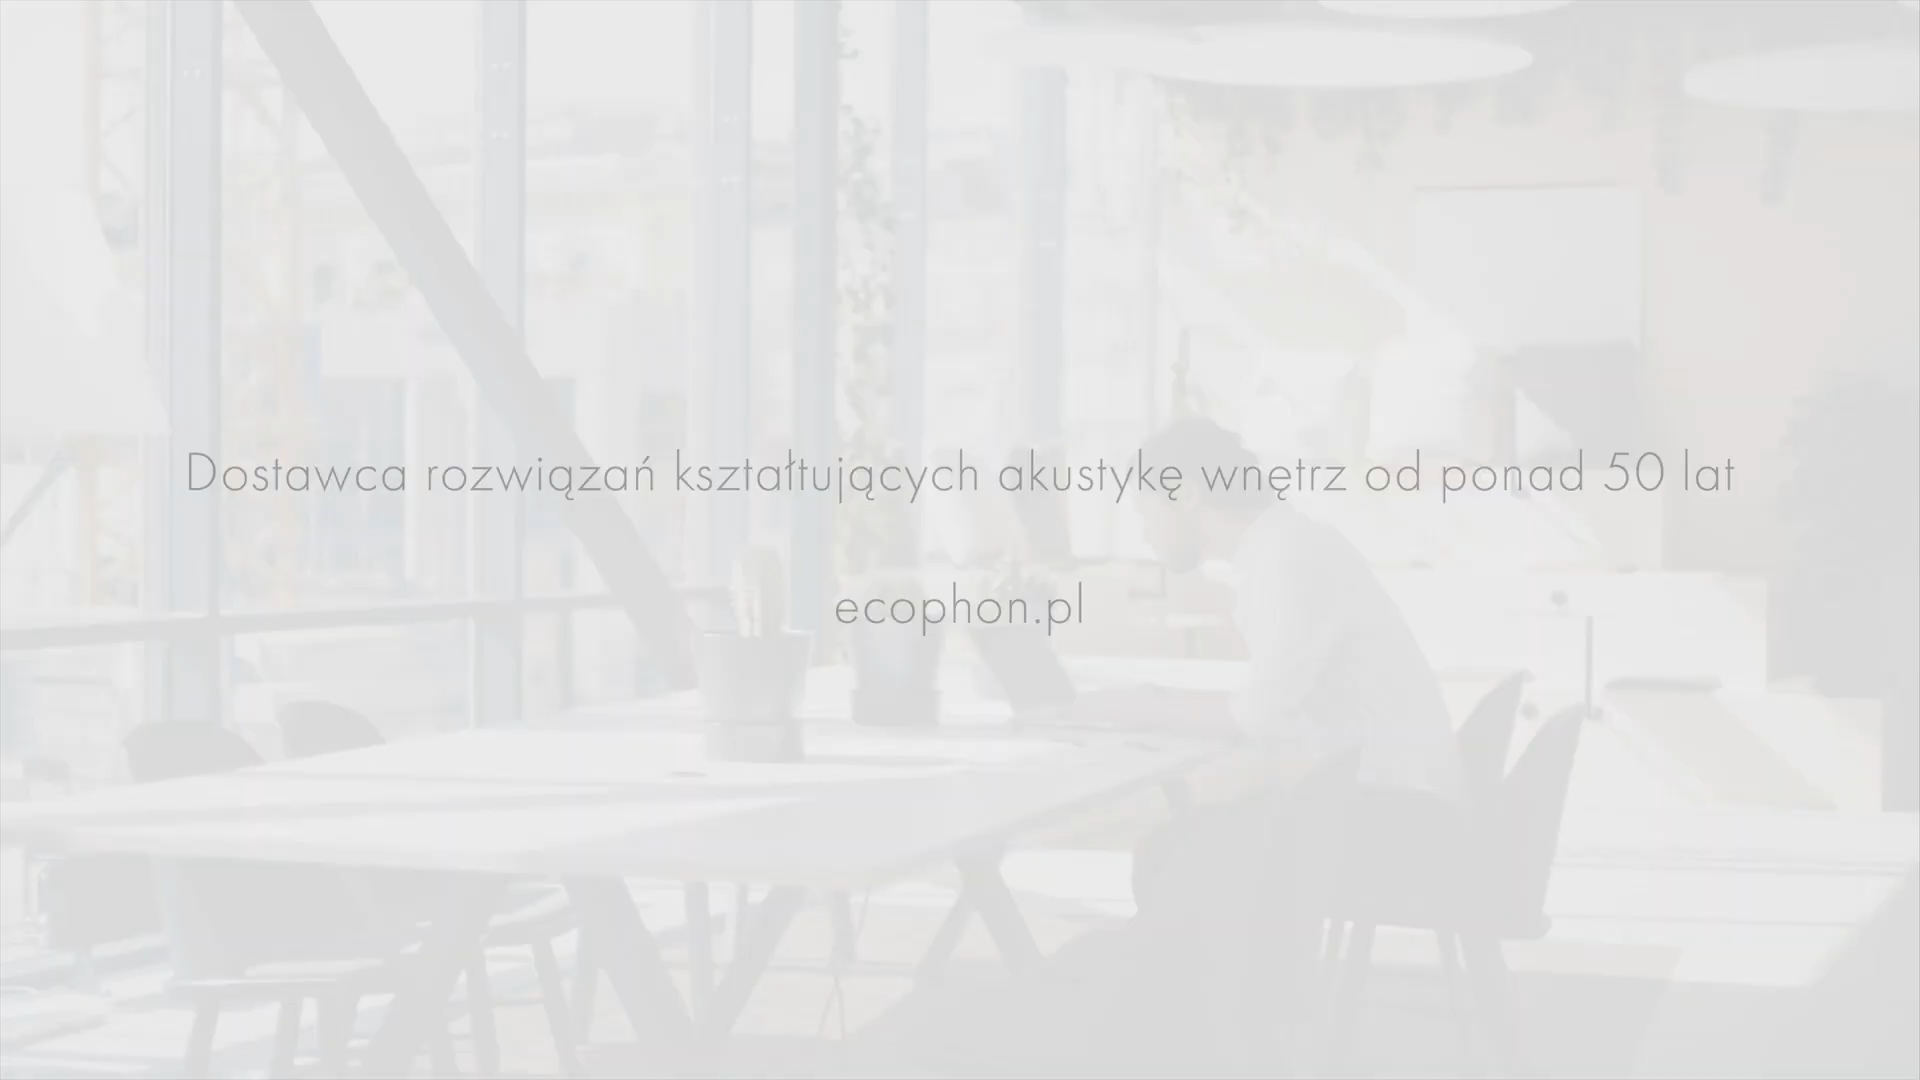 Dostawca rozwiązań kształtujących akustykę wnętrz od ponad 50 lat
ecophon.pl